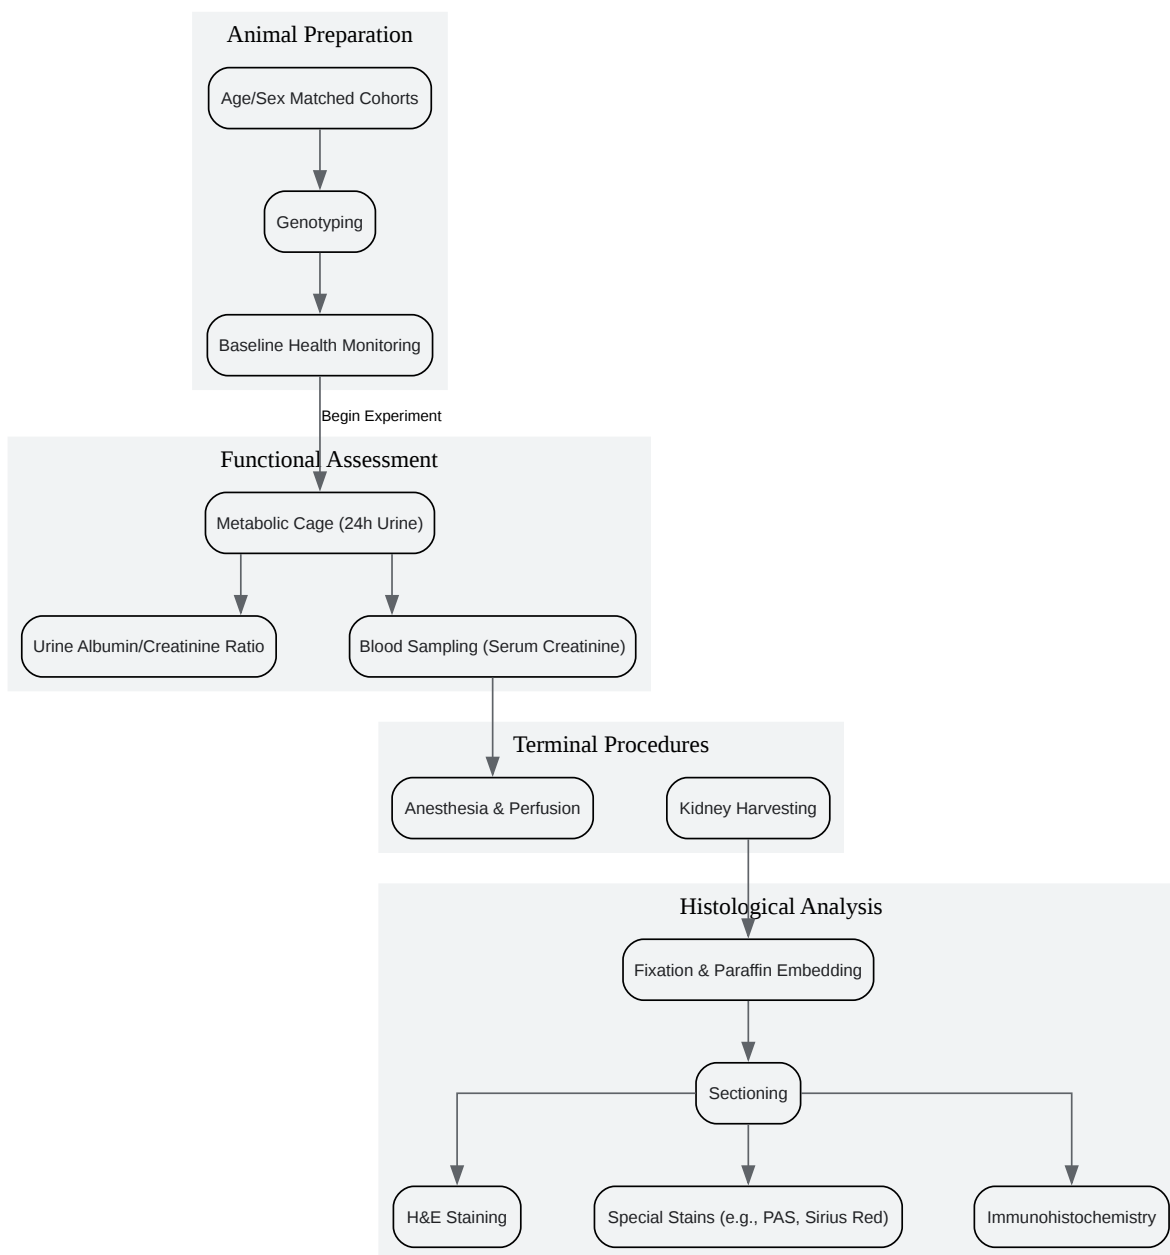 Animal Preparation
Age/Sex Matched Cohorts
Genotyping
Baseline Health Monitoring
Begin Experiment
Functional Assessment
Metabolic Cage (24h Urine)
Urine Albumin/Creatinine Ratio
Blood Sampling (Serum Creatinine)
Terminal Procedures
Anesthesia & Perfusion
Kidney Harvesting
Histological Analysis
Fixation & Paraffin Embedding
Sectioning
H&E Staining
Special Stains (e.g., PAS, Sirius Red)
Immunohistochemistry